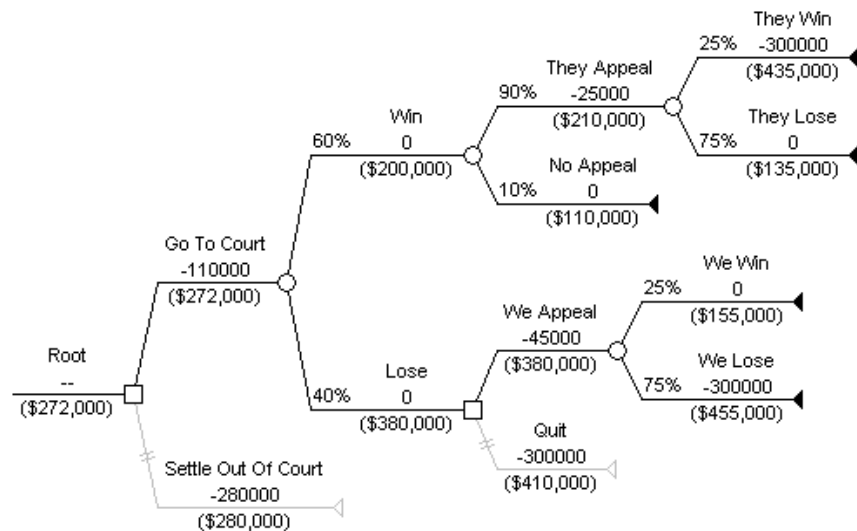 They Win
25% -300000
($435,000)
They Appeal
90% -25000
($210,000)
They Lose
75% 0
($135,000)
Win
60% 0
($200,000)
No Appeal
10% 0
($110,000)
Go To Court
-110000
($272,000)
We Win
25% 0
($155,000)
We Appeal
-45000
($380,000)
Root
--
($272,000)
Lose
40% 0
($380,000)
We Lose
75% -300000
($455,000)
Quit
-300000
($410,000)
Settle Out Of Court
-280000
($280,000)